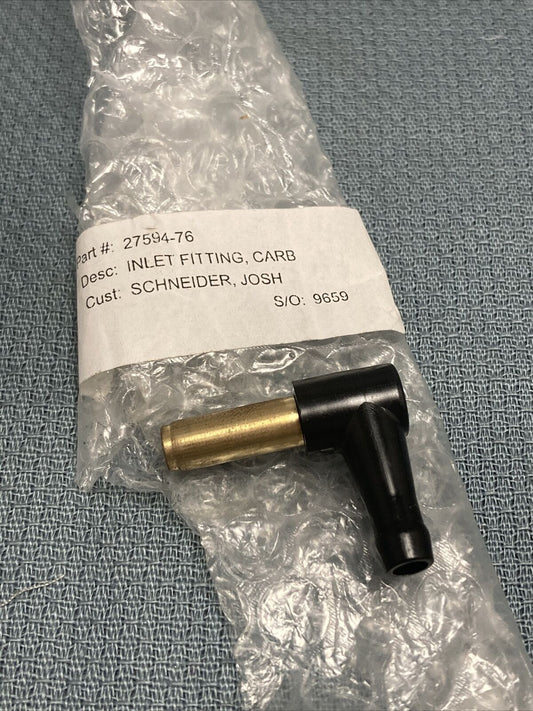 Part #: 27594-76
Desc: INLET FITTING, CARB
Cust: SCHNEIDER, JOSH
S/O: 9659